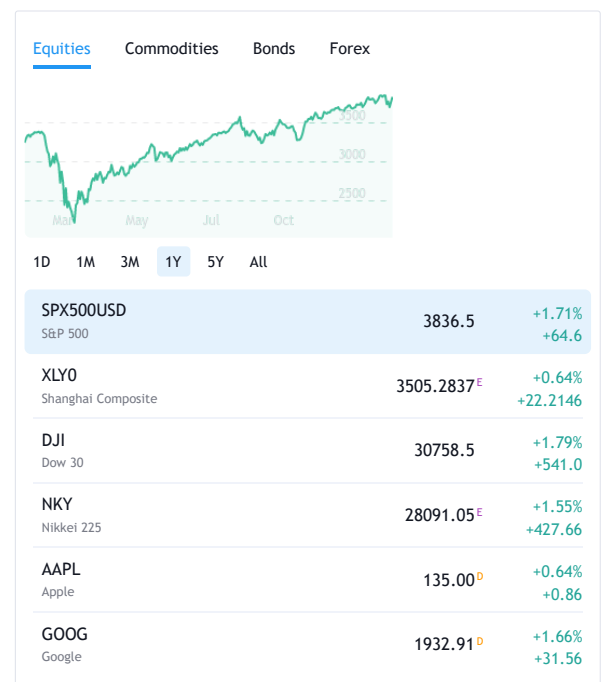 Equities Commodities Bonds Forex
3500
3000
2500
Mar May Jul Oct
1D 1M 3M 1Y 5Y All
SPX500USD 3836.5 +1.71%
S&P 500 +64.6
XLY0 3505.2837 E +0.64%
Shanghai Composite +22.2146
DJI 30758.5 +1.79%
Dow 30 +541.0
NKY 28091.05 E +1.55%
Nikkei 225 +427.66
AAPL 135.00 D +0.64%
Apple +0.86
GOOG 1932.91 D +1.66%
Google +31.56